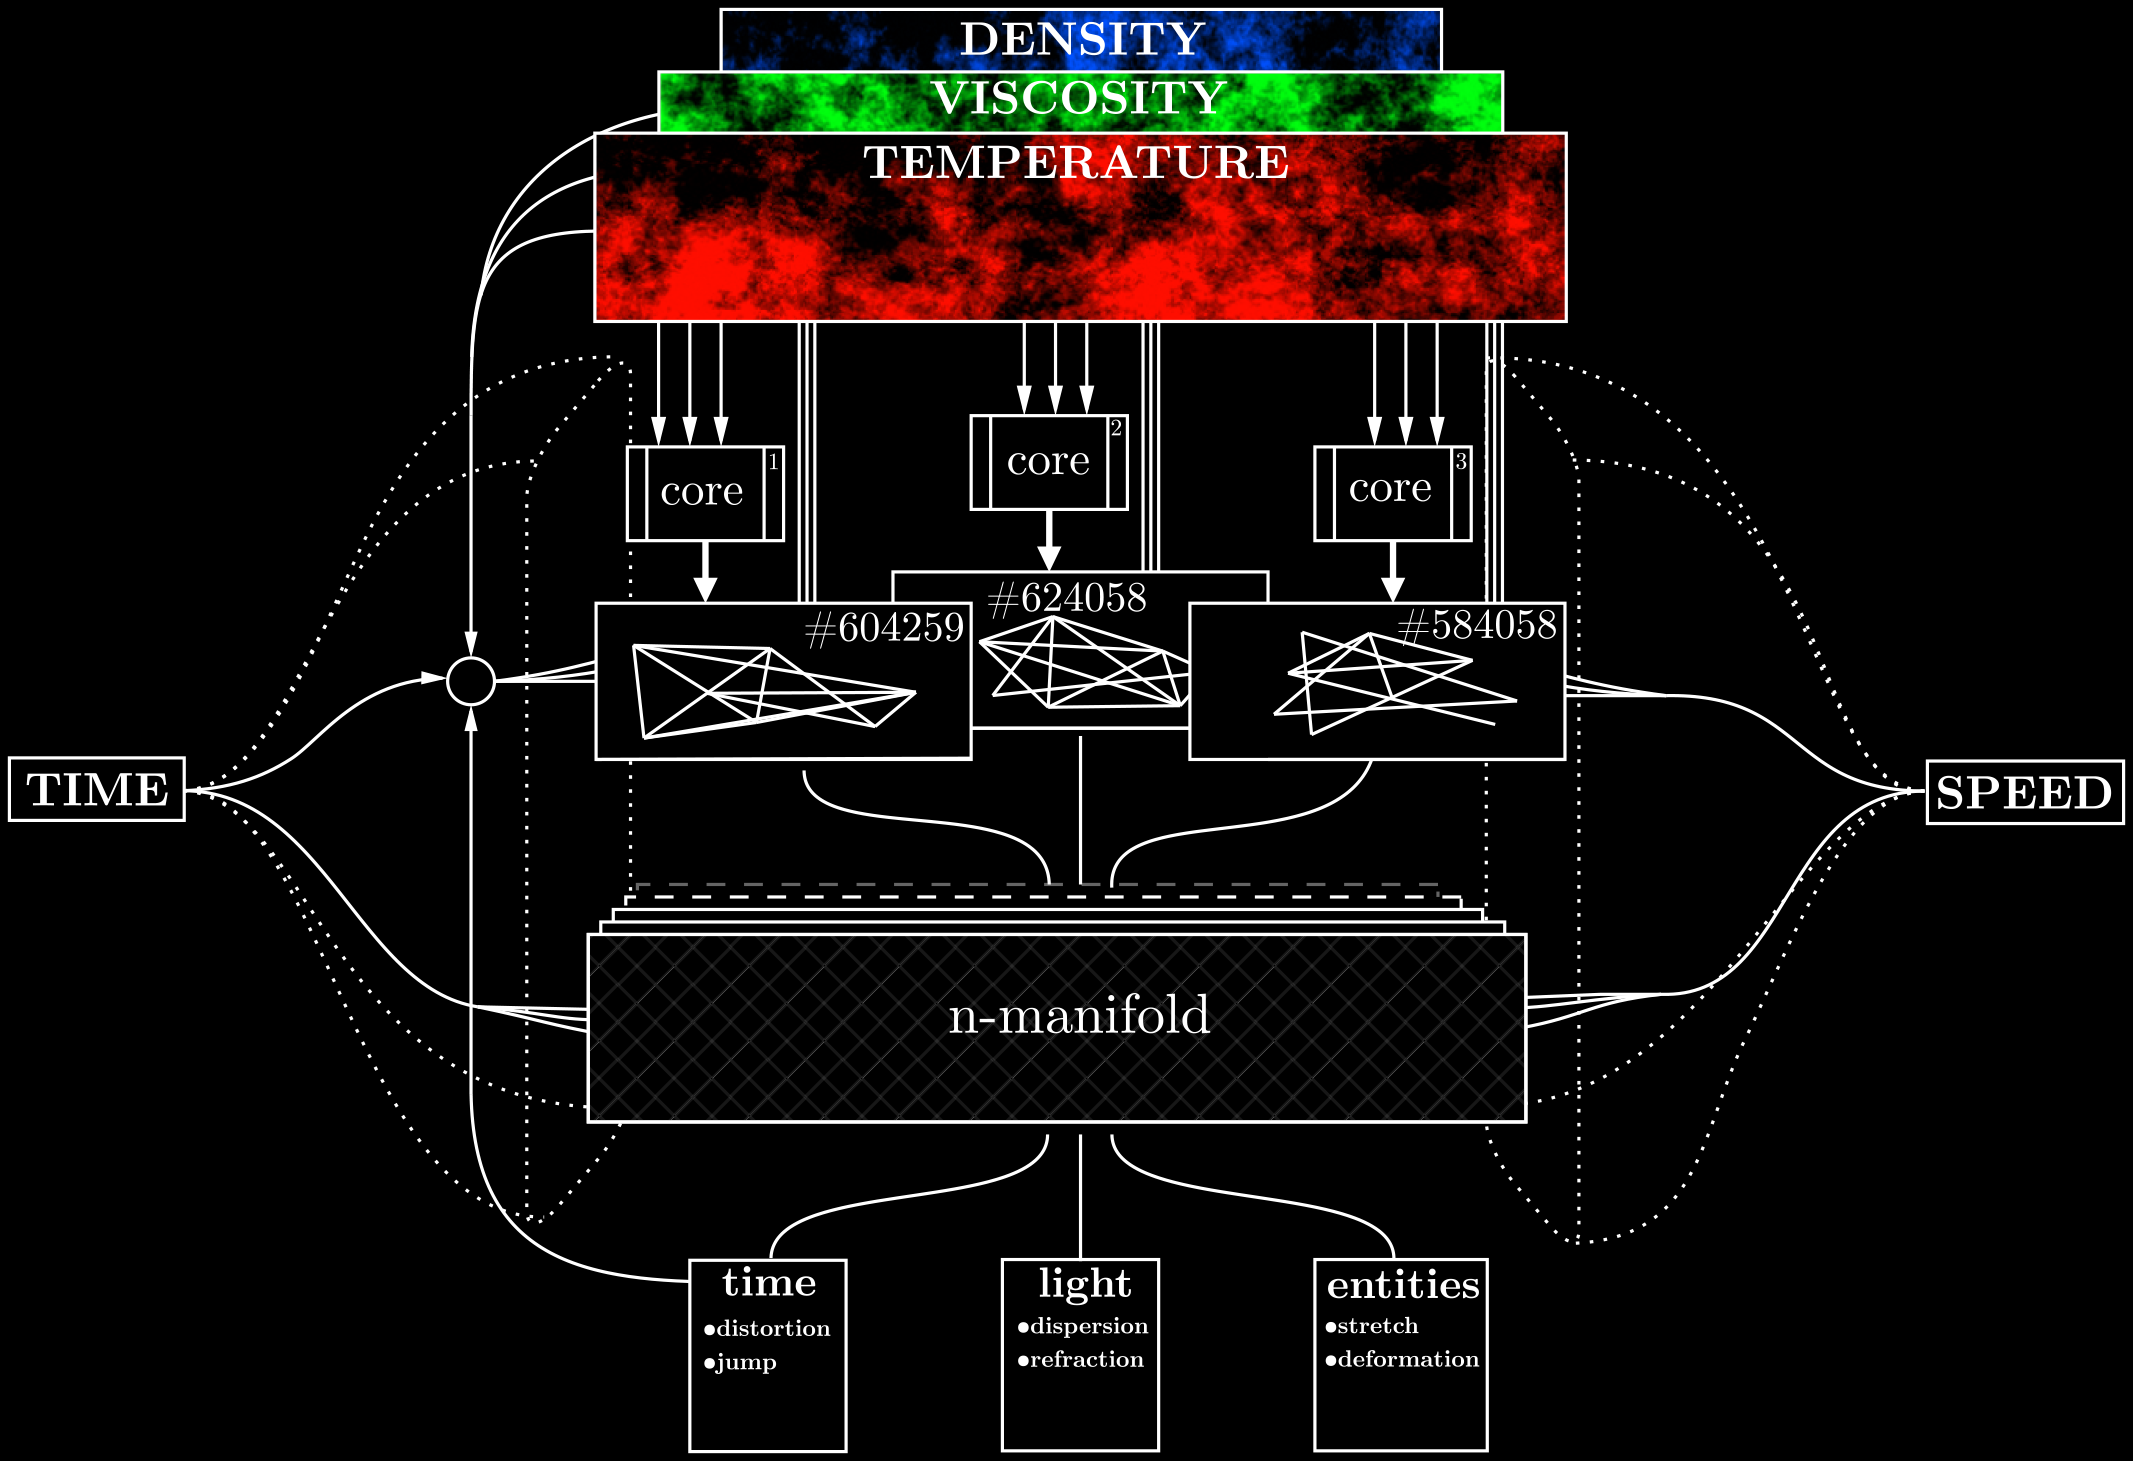 DENSITY
VISCOSITY
TEMPERATURE
core 1
core 2
core 3
#604259
#624058
#584058
TIME
SPEED
n-manifold
time
●distortion
●jump
light
●dispersion
●refraction
entities
●stretch
●deformation